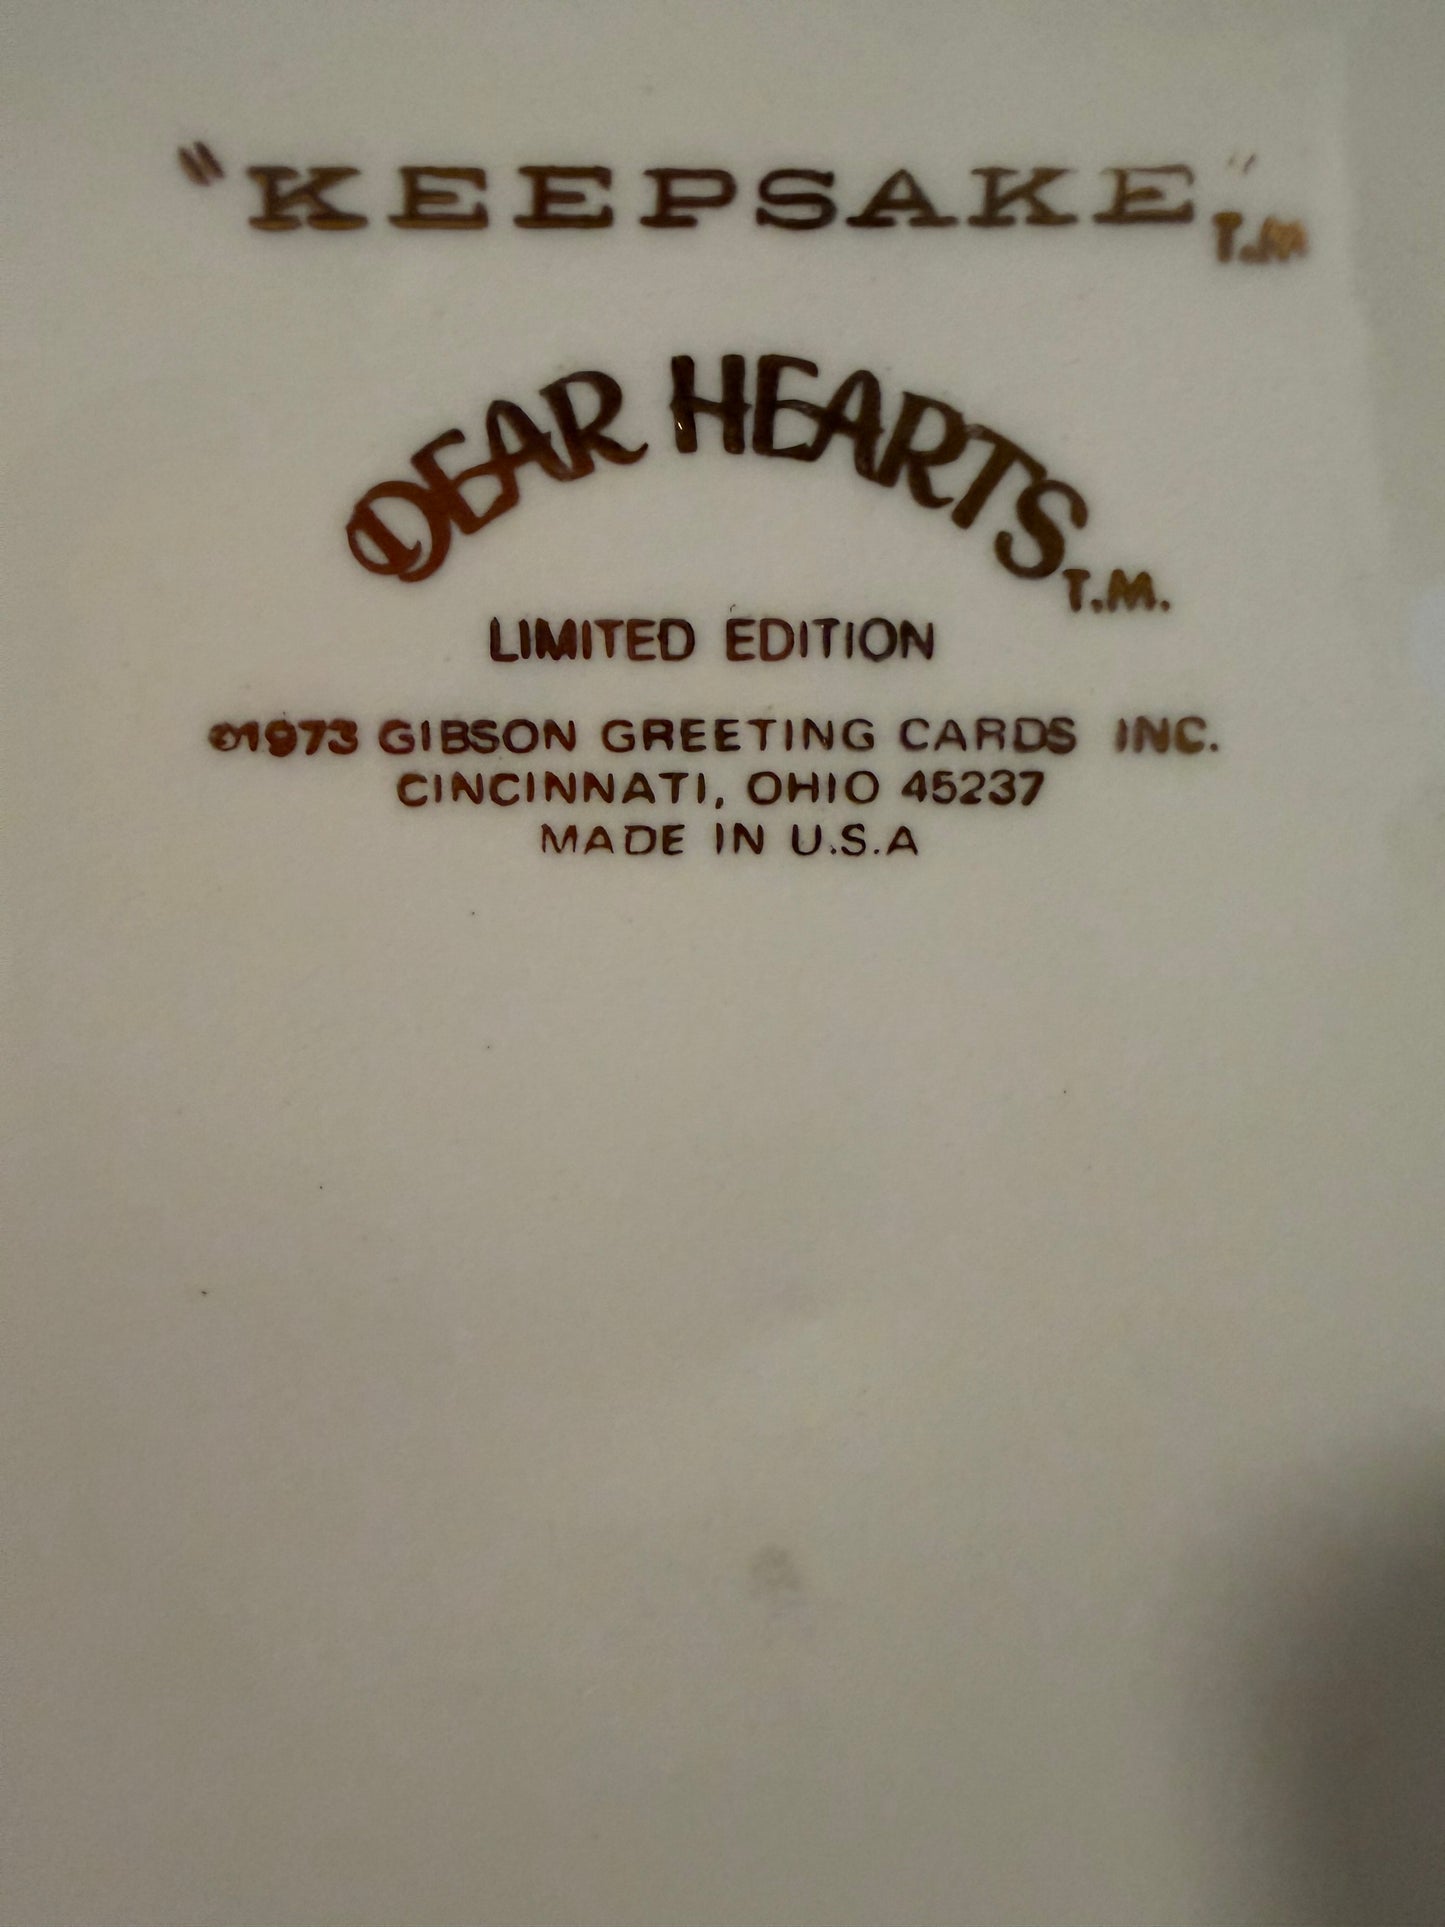 "KEEPSAKE" T.M
DEAR HEARTS T.M.
LIMITED EDITION
©1973 GIBSON GREETING CARDS INC.
CINCINNATI, OHIO 45237
MADE IN U.S.A